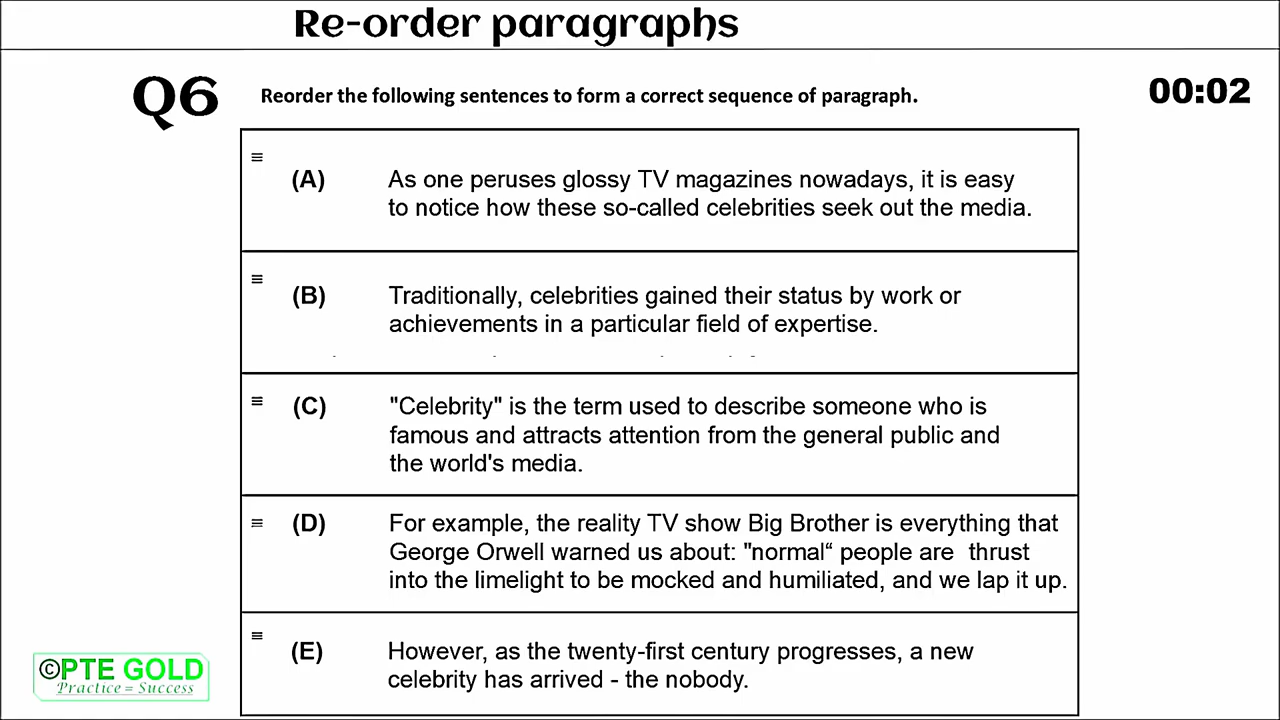 Re-order paragraphs
Q6
Reorder the following sentences to form a correct sequence of paragraph.
00:02
(A)
As one peruses glossy TV magazines nowadays, it is easy
to notice how these so-called celebrities seek out the media.
(B)
Traditionally, celebrities gained their status by work or
achievements in a particular field of expertise.
(C)
"Celebrity" is the term used to describe someone who is
famous and attracts attention from the general public and
the world's media.
(D)
For example, the reality TV show Big Brother is everything that
George Orwell warned us about: "normal“ people are thrust
into the limelight to be mocked and humiliated, and we lap it up.
(E)
However, as the twenty-first century progresses, a new
celebrity has arrived - the nobody.
©PTE GOLD
Practice = Success